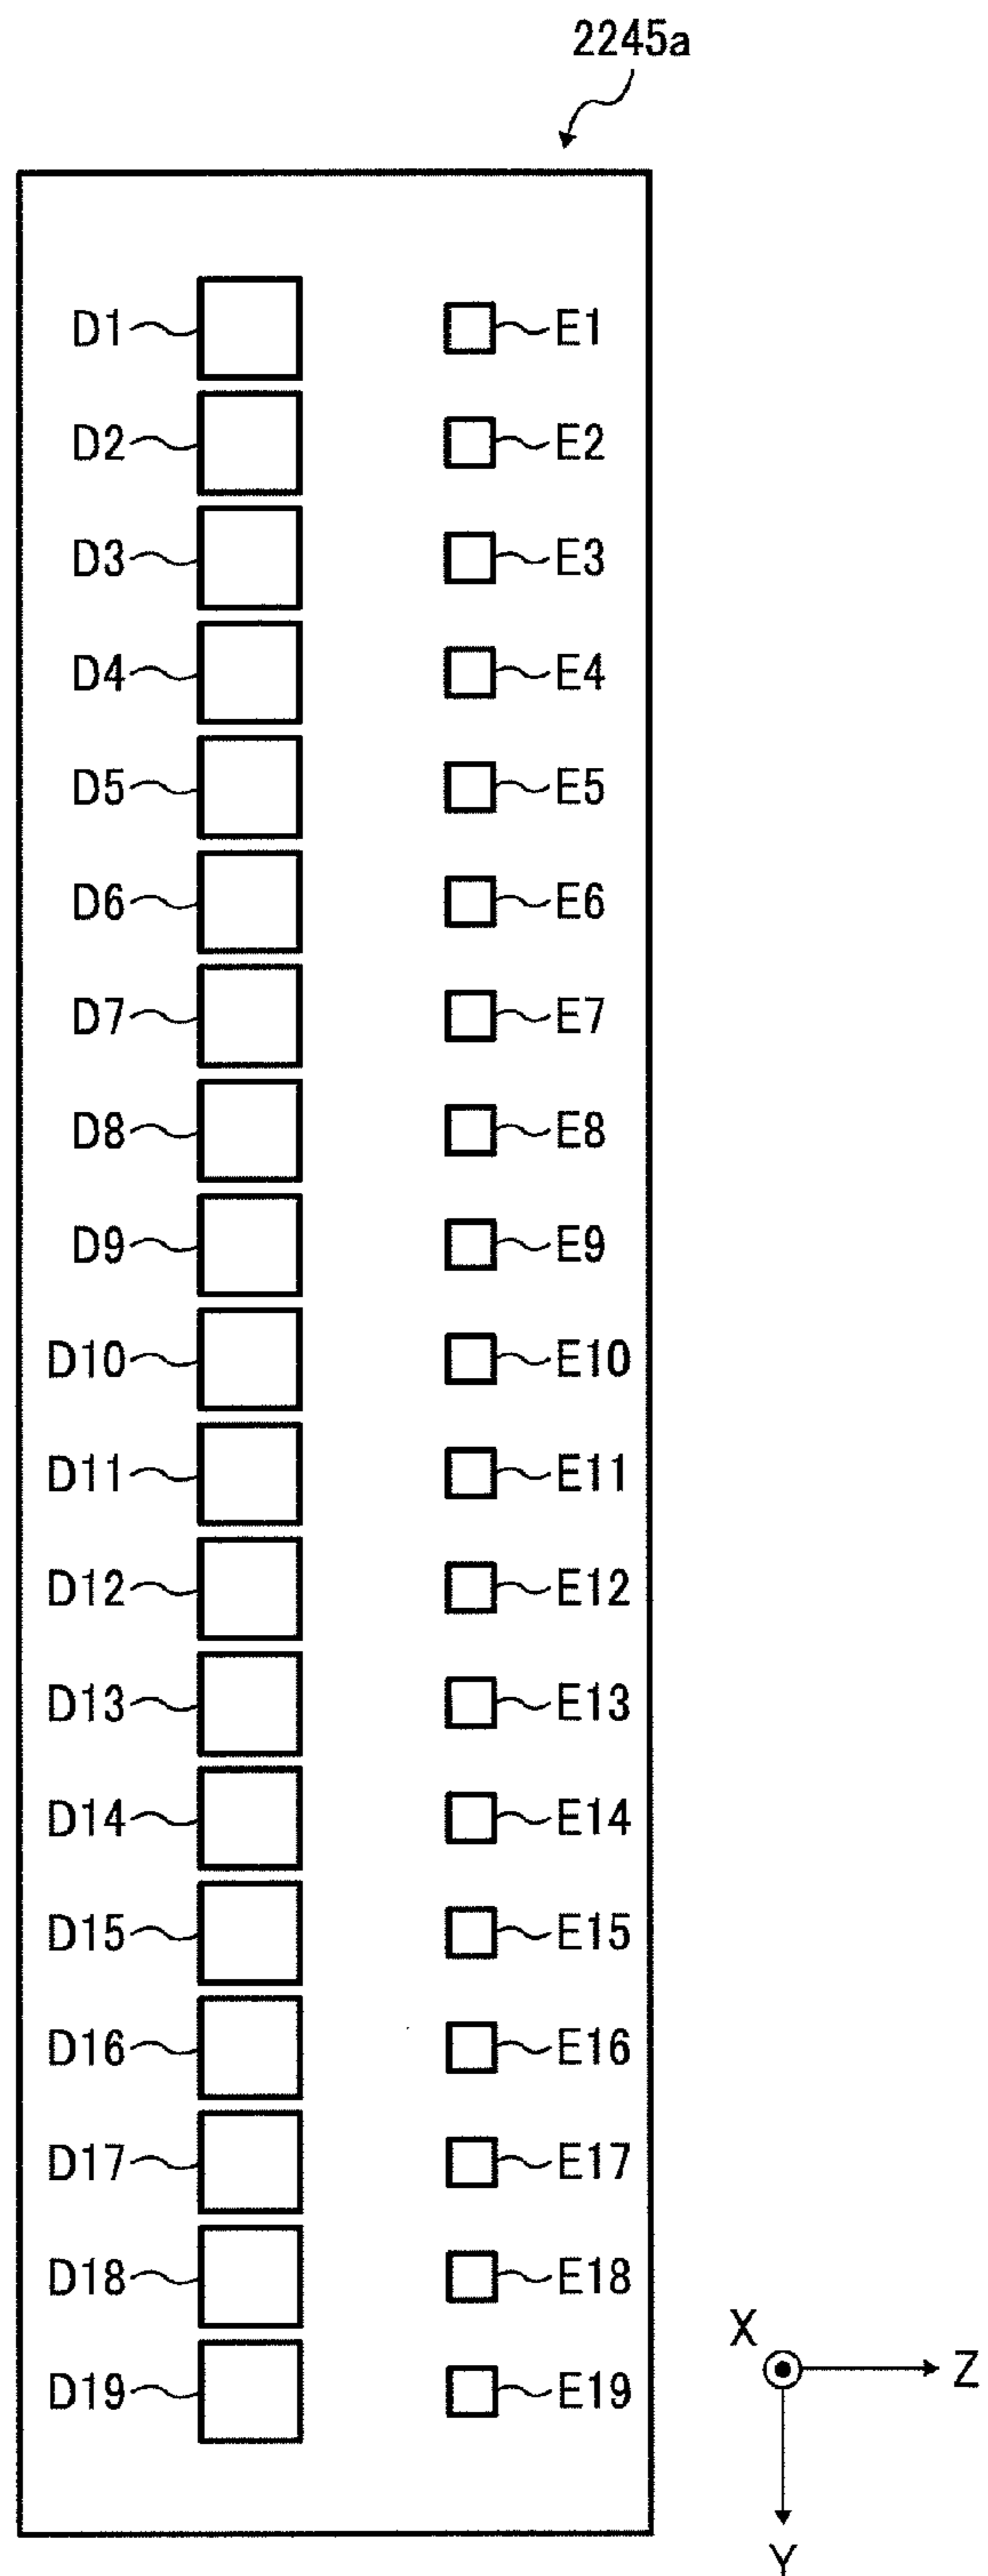 2245a
D1 E1
D2 E2
D3 E3
D4 E4
D5 E5
D6 E6
D7 E7
D8 E8
D9 E9
D10 E10
D11 E11
D12 E12
D13 E13
D14 E14
D15 E15
D16 E16
D17 E17
D18 E18
D19 E19
X
Z
Y